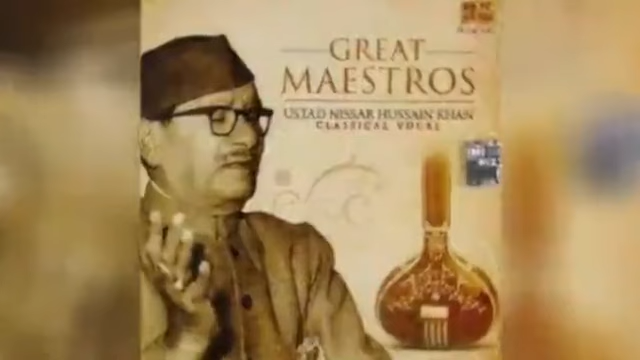 GREAT
MAESTROS
USTAD NISSAR HUSSAIN KHAN
CLASSICAL VOCAL